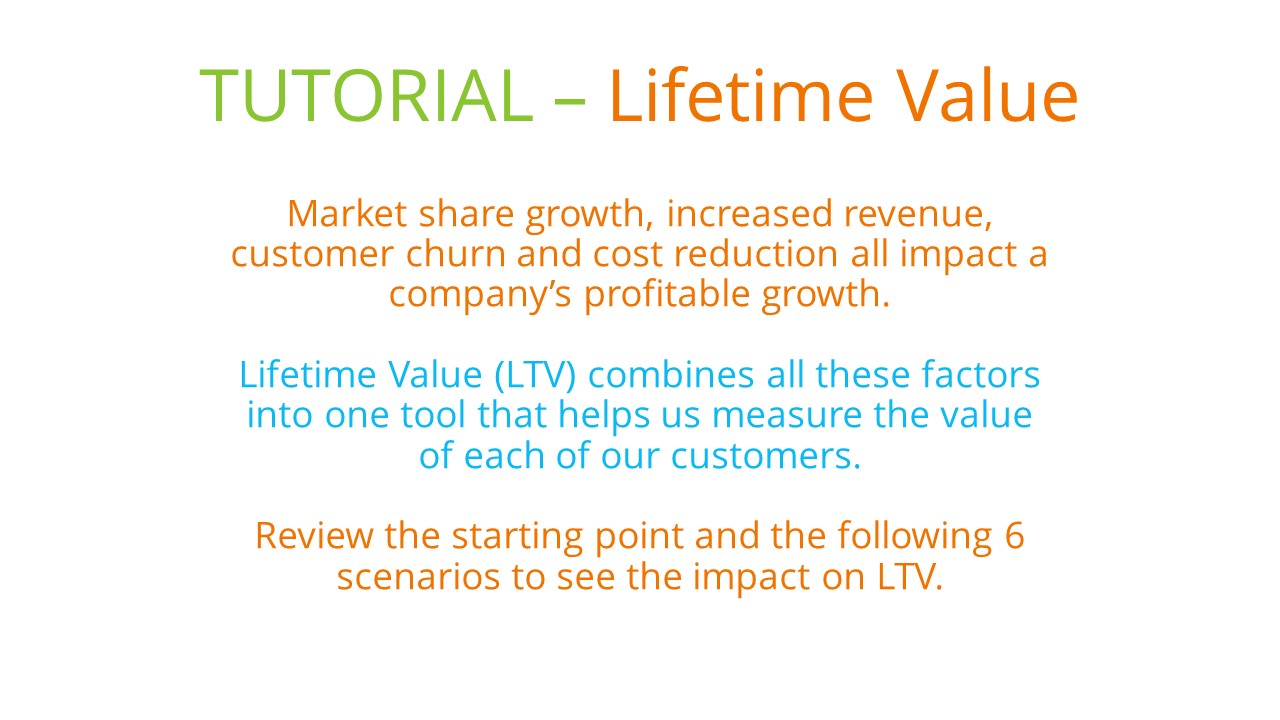 TUTORIAL – Lifetime Value
Market share growth, increased revenue,
customer churn and cost reduction all impact a
company’s profitable growth.
Lifetime Value (LTV) combines all these factors
into one tool that helps us measure the value
of each of our customers.
Review the starting point and the following 6
scenarios to see the impact on LTV.